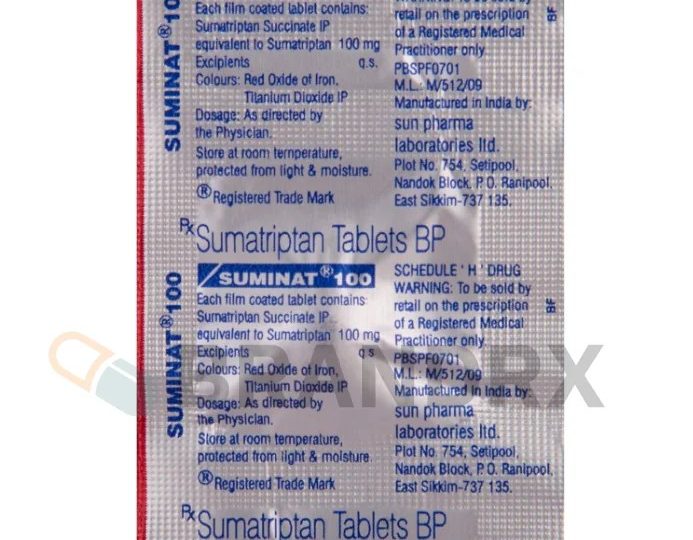 Each film coated tablet contains:
Sumatriptan Succinate IP
equivalent to Sumatriptan 100 mg
Excipients q.s.
Colours: Red Oxide of Iron,
Titanium Dioxide IP
Dosage: As directed by
the Physician.
Store at room temperature,
protected from light & moisture.
®Registered Trade Mark
SUMINAT®10
retail on the prescription
of a Registered Medical
Practitioner only.
PBSPF0701
M.L.: M/512/09
Manufactured in India by:
sun pharma
laboratories ltd.
Plot No. 754, Setipool,
Nandok Block, P.O. Ranipool,
East Sikkim-737 135.
BF
Rx Sumatriptan Tablets BP
SUMINAT®100
Each film coated tablet contains:
Sumatriptan Succinate IP
equivalent to Sumatriptan 100 mg
Excipients q.s.
Colours: Red Oxide of Iron,
Titanium Dioxide IP
Dosage: As directed by
the Physician.
Store at room temperature,
protected from light & moisture.
®Registered Trade Mark
SUMINAT®100
SCHEDULE 'H' DRUG
WARNING: To be sold by
retail on the prescription
of a Registered Medical
Practitioner only.
PBSPF0701
M.L.: M/512/09
Manufactured in India by:
sun pharma
laboratories ltd.
Plot No. 754, Setipool,
Nandok Block, P.O. Ranipool,
East Sikkim-737 135.
BF
BRANDRX
Rx Sumatriptan Tablets BP